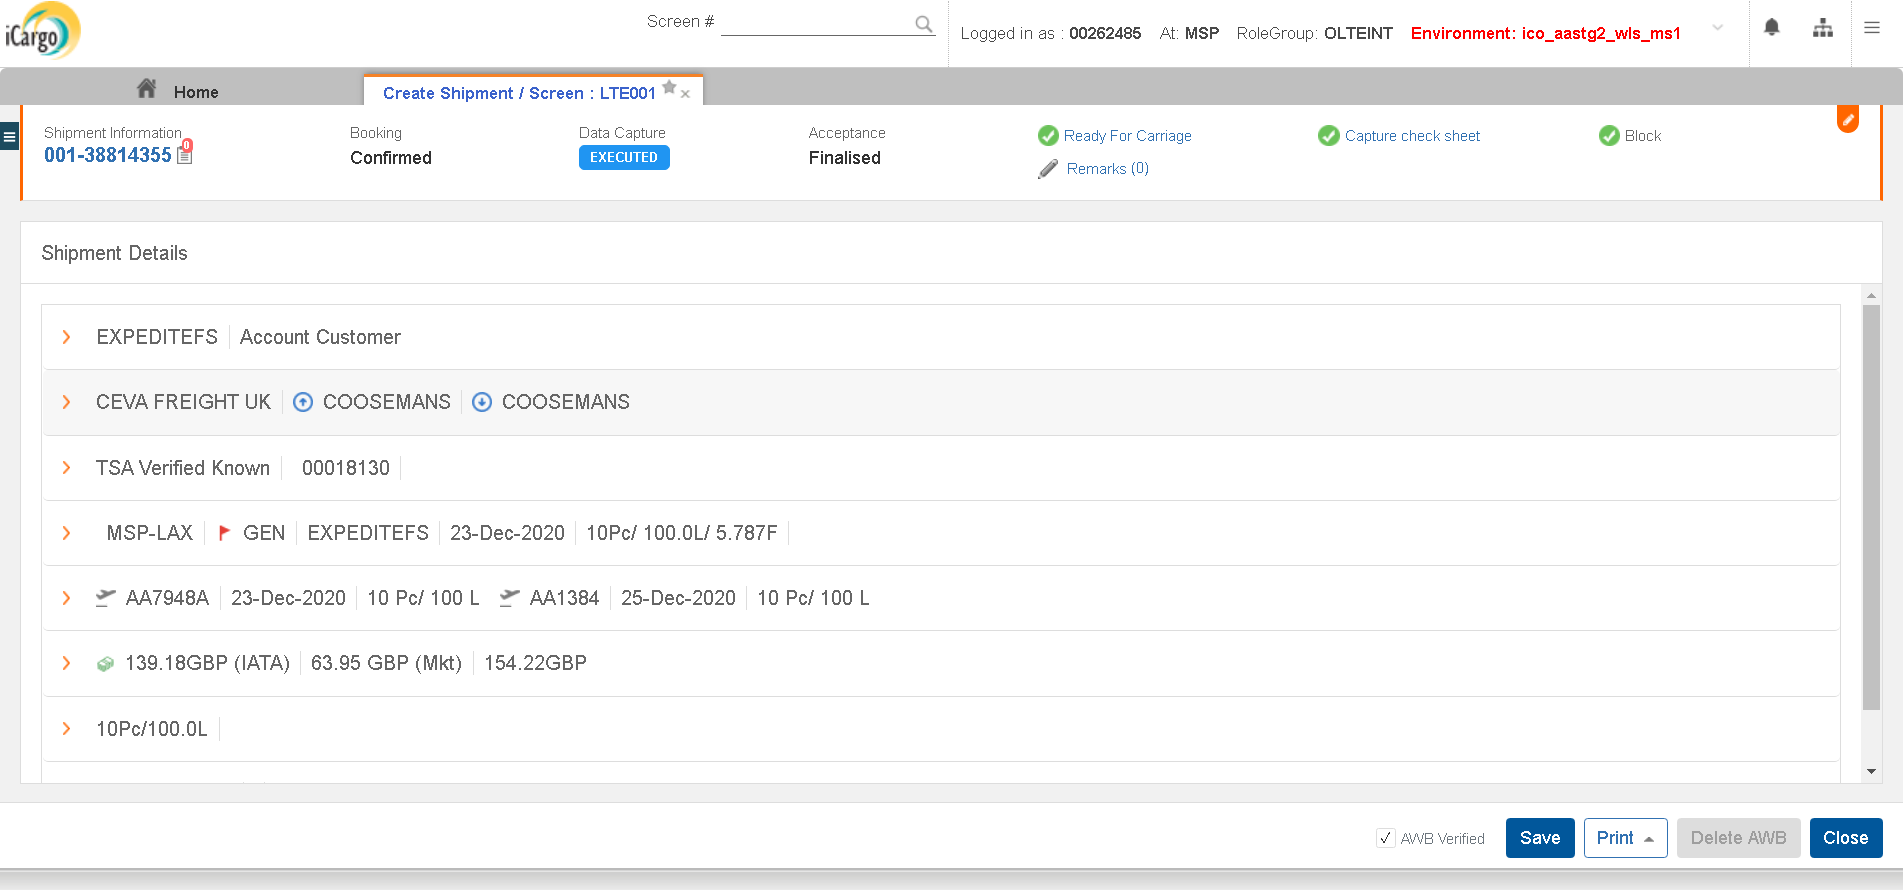 iCargo
Screen #
Logged in as : 00262485 At: MSP RoleGroup: OLTEINT Environment: ico_aastg2_wls_ms1
Home
Create Shipment / Screen : LTE001 ×
Shipment Information
001-38814355 0
Booking
Confirmed
Data Capture
EXECUTED
Acceptance
Finalised
Ready For Carriage
Remarks (0)
Capture check sheet
Block
Shipment Details
EXPEDITEFS Account Customer
CEVA FREIGHT UK COOSEMANS COOSEMANS
TSA Verified Known 00018130
MSP-LAX GEN EXPEDITEFS 23-Dec-2020 10Pc/ 100.0L/ 5.787F
AA7948A 23-Dec-2020 10 Pc/ 100 L AA1384 25-Dec-2020 10 Pc/ 100 L
139.18GBP (IATA) 63.95 GBP (Mkt) 154.22GBP
10Pc/100.0L
AWB Verified Save Print Delete AWB Close